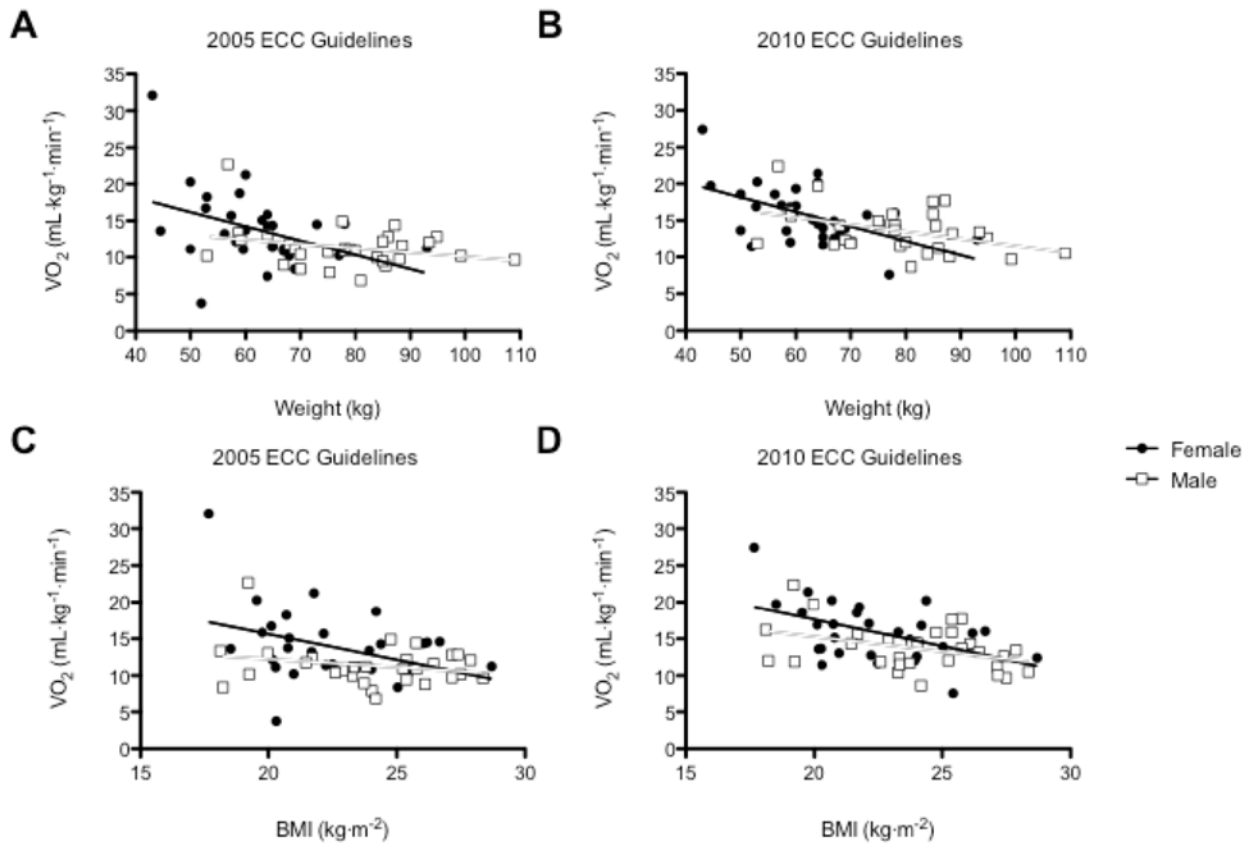 A
2005 ECC Guidelines
VO₂ (mL·kg⁻¹·min⁻¹)
35
30
25
20
15
10
5
0
40 50 60 70 80 90 100 110
Weight (kg)
B
2010 ECC Guidelines
VO₂ (mL·kg⁻¹·min⁻¹)
35
30
25
20
15
10
5
0
40 50 60 70 80 90 100 110
Weight (kg)
C
2005 ECC Guidelines
VO₂ (mL·kg⁻¹·min⁻¹)
35
30
25
20
15
10
5
0
15 20 25 30
BMI (kg·m⁻²)
D
2010 ECC Guidelines
VO₂ (mL·kg⁻¹·min⁻¹)
35
30
25
20
15
10
5
0
15 20 25 30
BMI (kg·m⁻²)
Female
Male